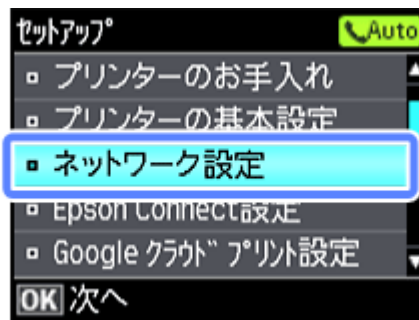 セットアップ Auto
プリンターのお手入れ
プリンターの基本設定
ネットワーク設定
Epson Connect設定
Google クラウド プリント設定
OK 次へ